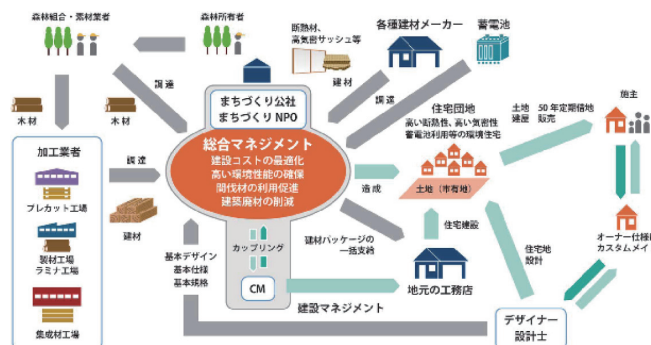 森林組合・素材業者
森林所有者
断熱材、
高気密サッシュ等
各種建材メーカー
蓄電池
調達
建材
まちづくり公社
まちづくりNPO
調達
住宅団地
高い断熱性、高い気密性
蓄電池利用等の環境住宅
土地
建屋
50年定期借地
販売
施主
木材
木材
総合マネジメント
建設コストの最適化
高い環境性能の確保
間伐材の利用促進
建築廃材の削減
加工業者
調達
造成
土地(市有地)
プレカット工場
建材
製材工場
ラミナ工場
集成材工場
基本デザイン
基本仕様
基本規格
カップリング
CM
建材パッケージの
一括支給
住宅建設
住宅地
設計
オーナー仕様
カスタムメイ
地元の工務店
建設マネジメント
デザイナー
設計士